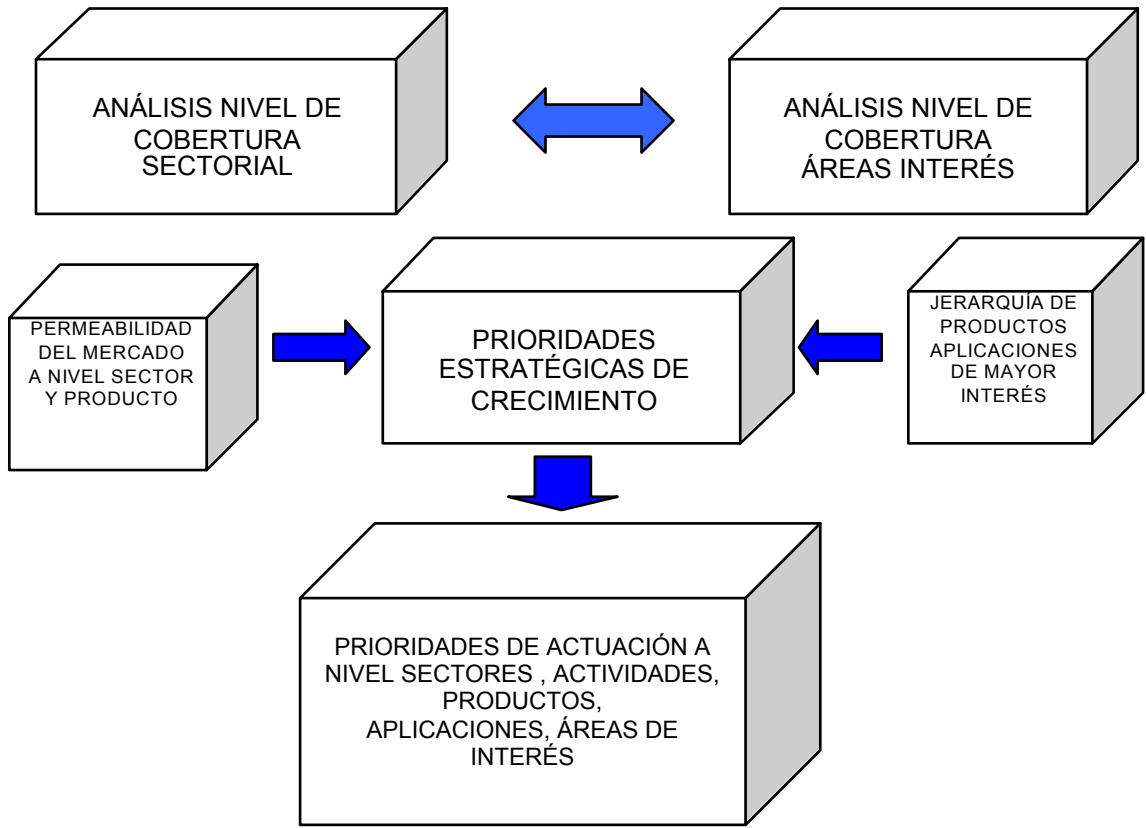 ANÁLISIS NIVEL DE
COBERTURA
SECTORIAL
ANÁLISIS NIVEL DE
COBERTURA
ÁREAS INTERÉS
PERMEABILIDAD
DEL MERCADO
A NIVEL SECTOR
Y PRODUCTO
PRIORIDADES
ESTRATÉGICAS DE
CRECIMIENTO
JERARQUÍA DE
PRODUCTOS
APLICACIONES
DE MAYOR
INTERÉS
PRIORIDADES DE ACTUACIÓN A
NIVEL SECTORES , ACTIVIDADES,
PRODUCTOS,
APLICACIONES, ÁREAS DE
INTERÉS